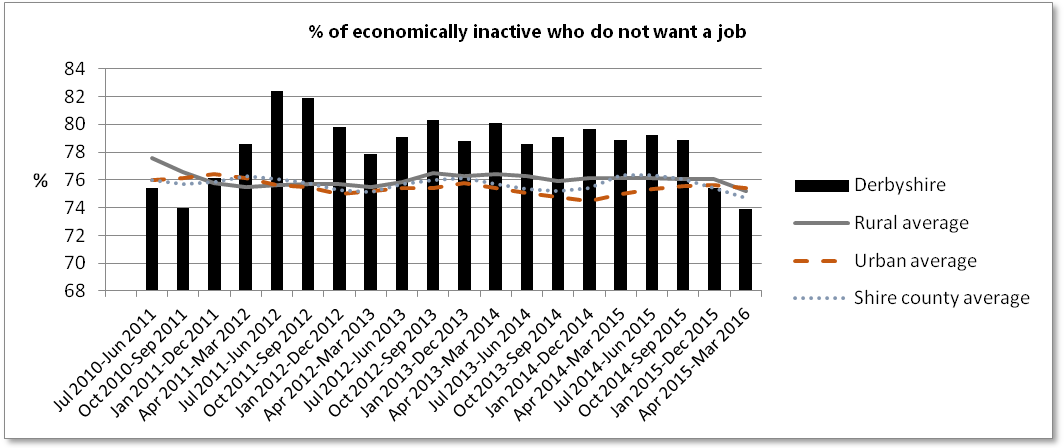 % of economically inactive who do not want a job
84
82
80
78
76
74
72
70
68
%
Jul 2010-Jun 2011
Oct 2010-Sep 2011
Jan 2011-Dec 2011
Apr 2011-Mar 2012
Jul 2011-Jun 2012
Oct 2011-Sep 2012
Jan 2012-Dec 2012
Apr 2012-Mar 2013
Jul 2012-Jun 2013
Oct 2012-Sep 2013
Jan 2013-Dec 2013
Apr 2013-Mar 2014
Jul 2013-Jun 2014
Oct 2013-Sep 2014
Jan 2014-Dec 2014
Apr 2014-Mar 2015
Jul 2014-Jun 2015
Oct 2014-Sep 2015
Jan 2015-Dec 2015
Apr 2015-Mar 2016
Derbyshire
Rural average
Urban average
Shire county average